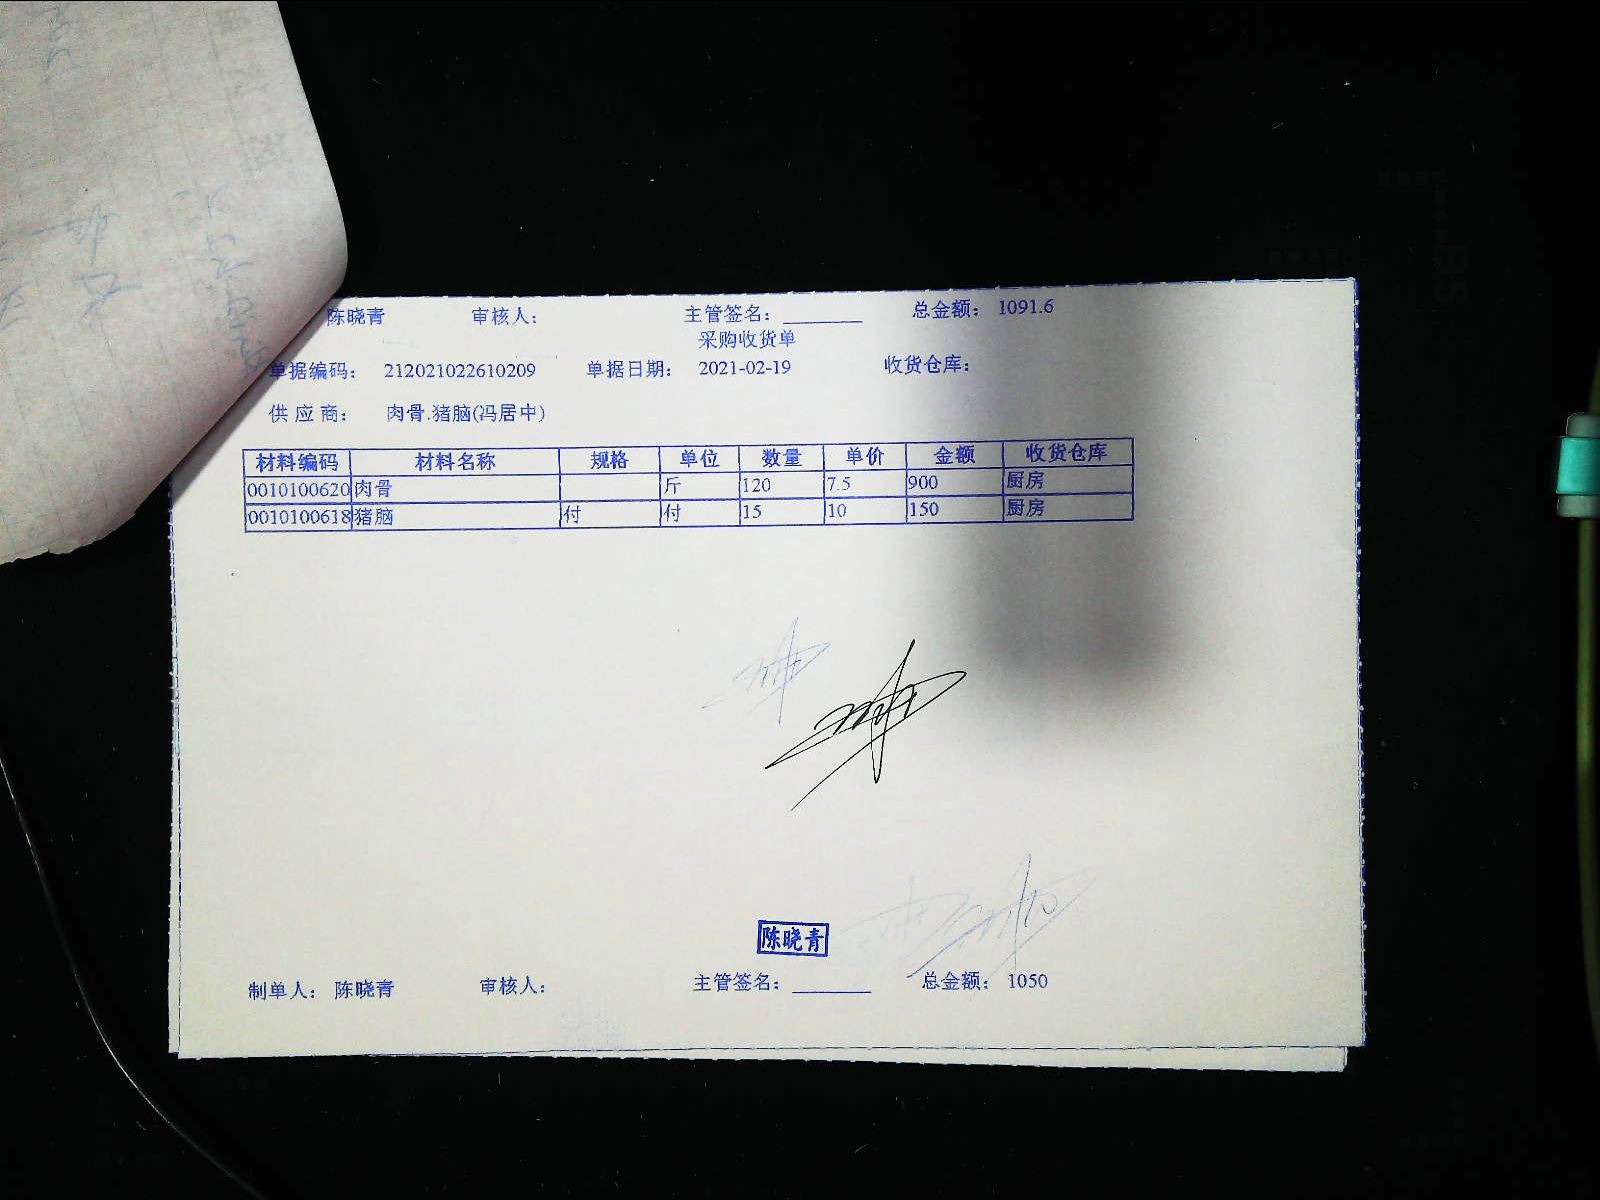 陈晓青 审核人： 主管签名：________ 总金额： 1091.6
采购收货单
单据编码： 212021022610209 单据日期： 2021-02-19 收货仓库：
供 应 商： 肉骨.猪脑(冯居中)
材料编码 材料名称 规格 单位 数量 单价 金额 收货仓库
0010100620 肉骨 斤 120 7.5 900 厨房
0010100618 猪脑 付 付 15 10 150 厨房
陈晓青
制单人： 陈晓青 审核人： 主管签名：________ 总金额： 1050